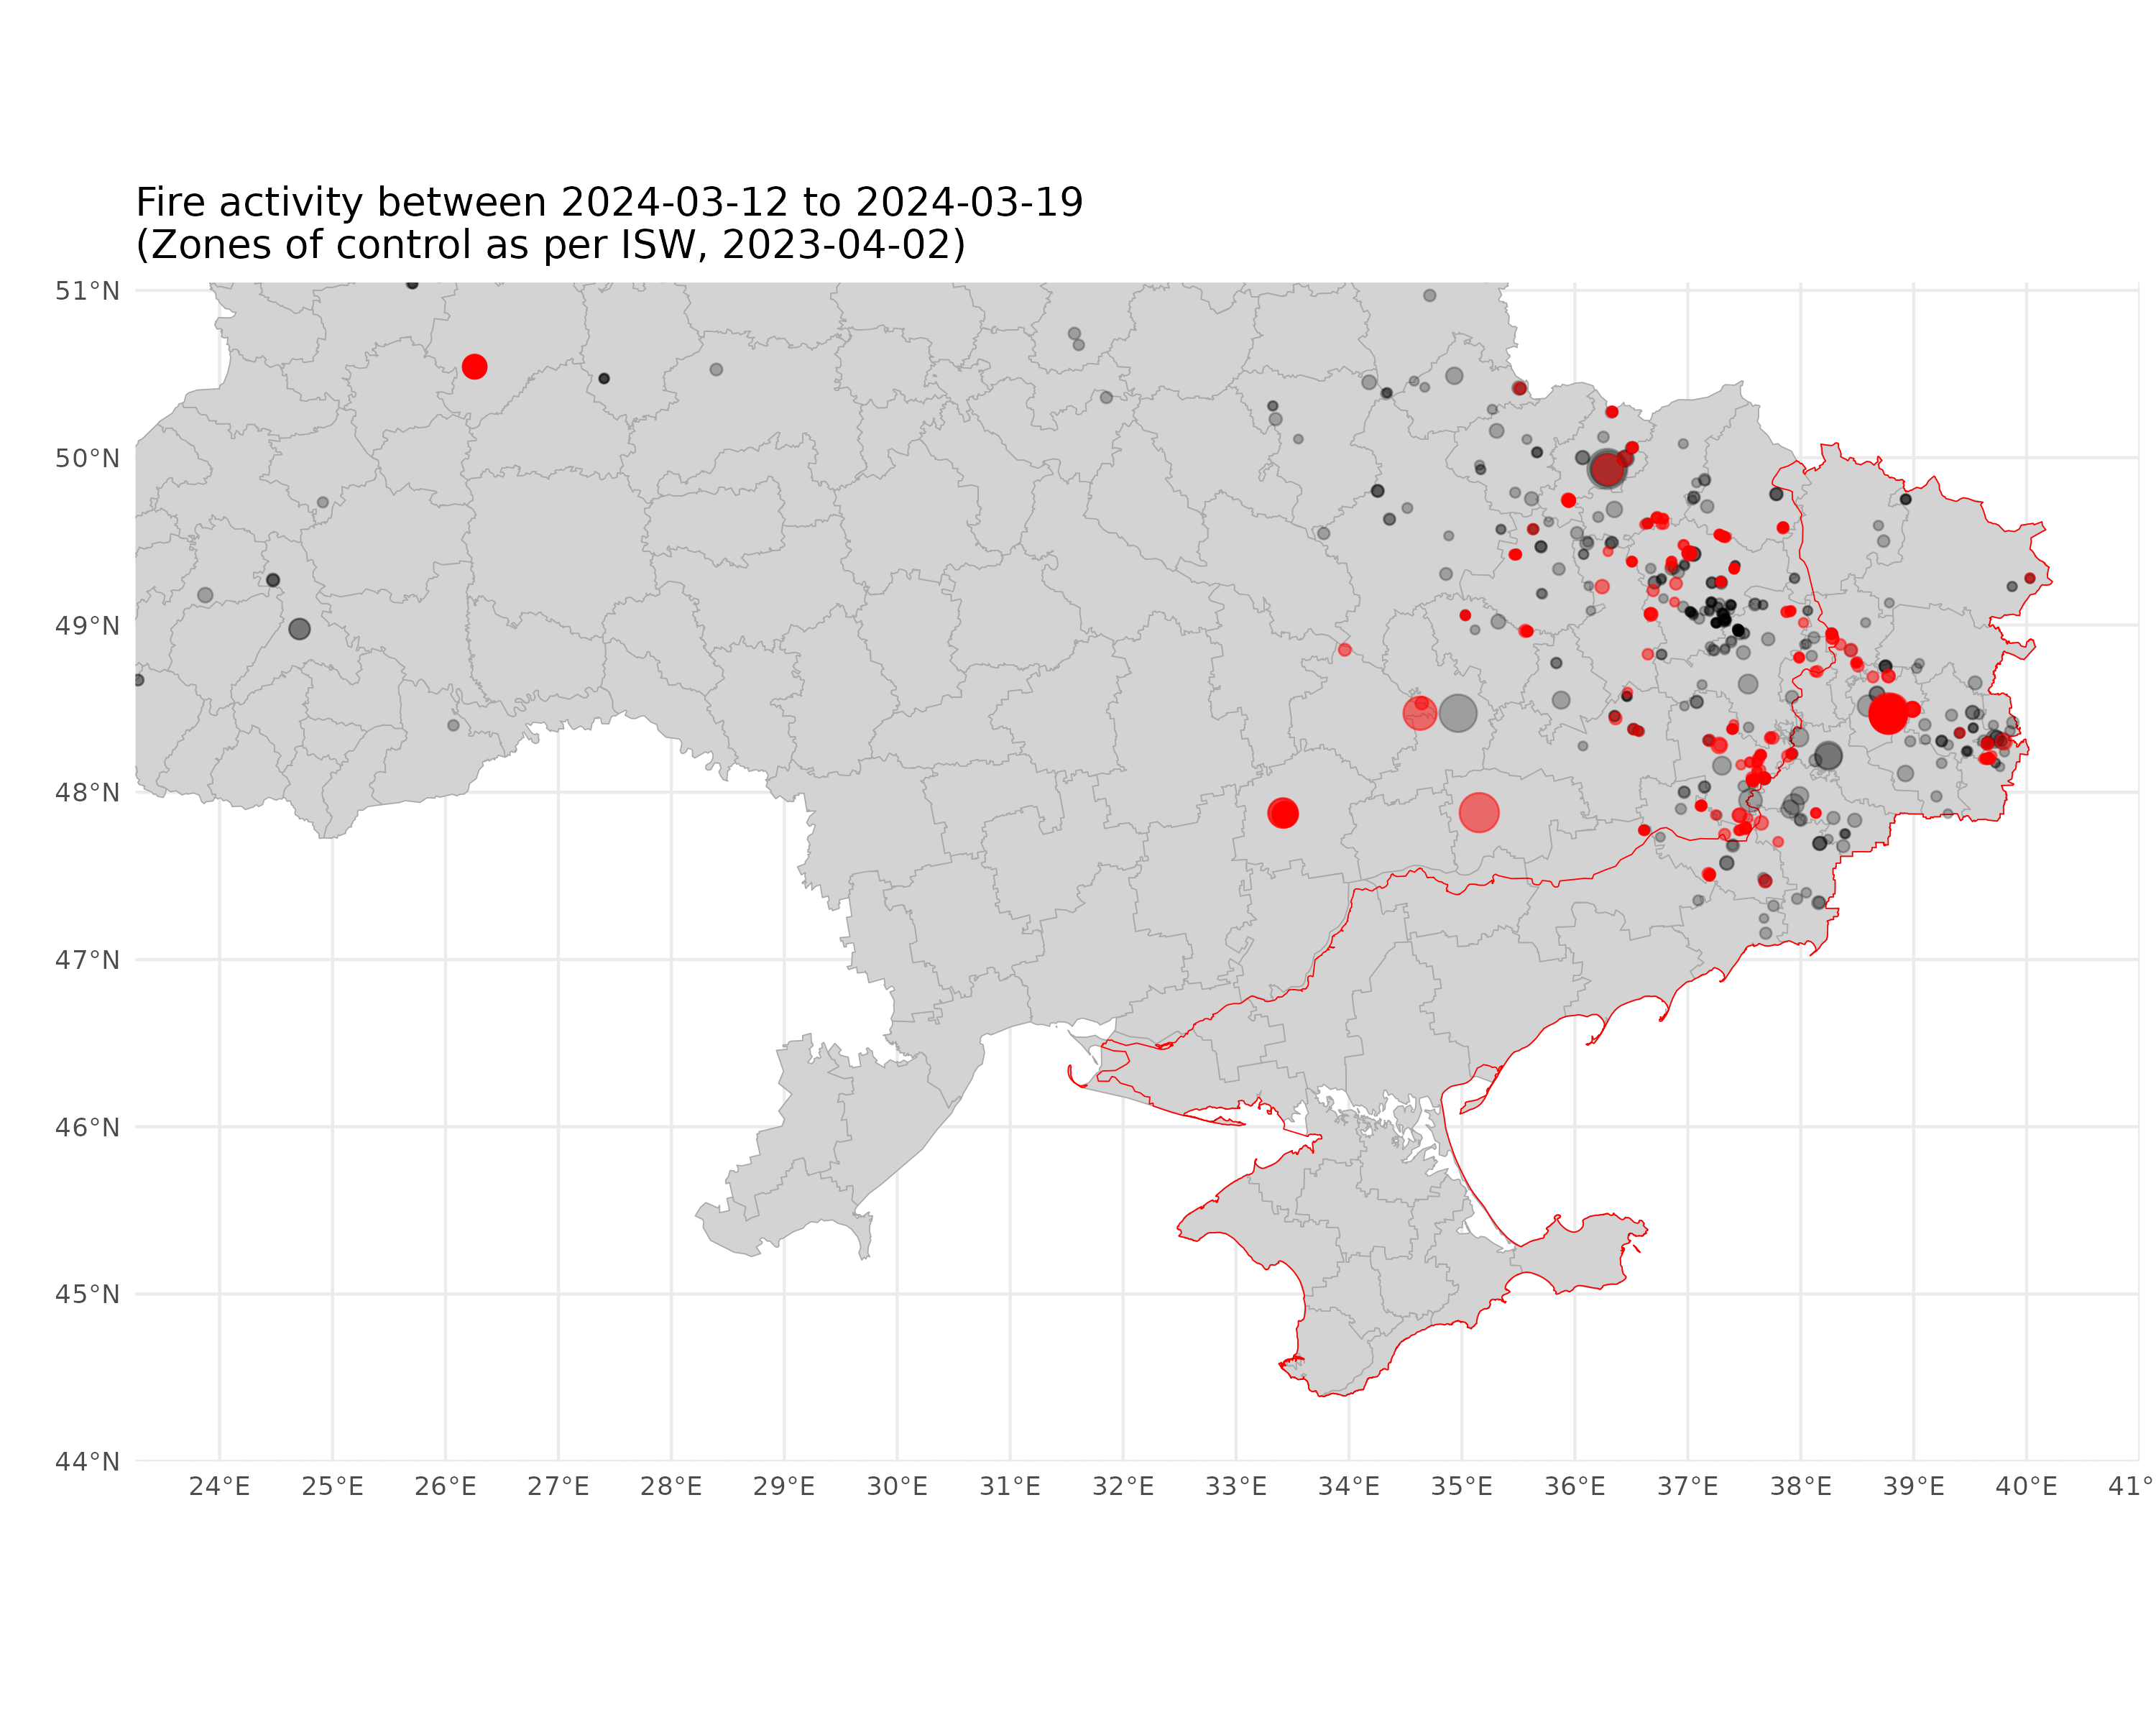 Fire activity between 2024-03-12 to 2024-03-19
(Zones of control as per ISW, 2023-04-02)
51°N
50°N
49°N
48°N
47°N
46°N
45°N
44°N
24°E 25°E 26°E 27°E 28°E 29°E 30°E 31°E 32°E 33°E 34°E 35°E 36°E 37°E 38°E 39°E 40°E 41°